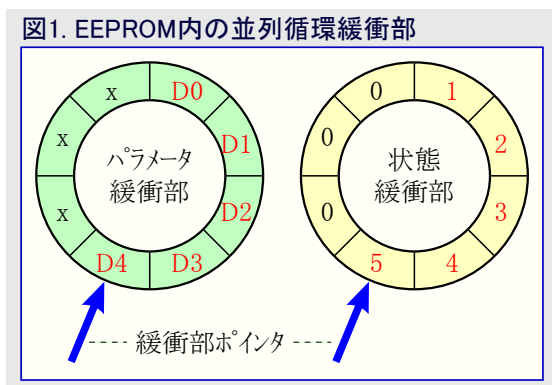 図1. EEPROM内の並列循環緩衝部
x D0 0 1
x D1 0 2
パラメータ 状態
緩衝部 緩衝部
x D2 0 3
D4 D3 5 4
緩衝部ポインタ